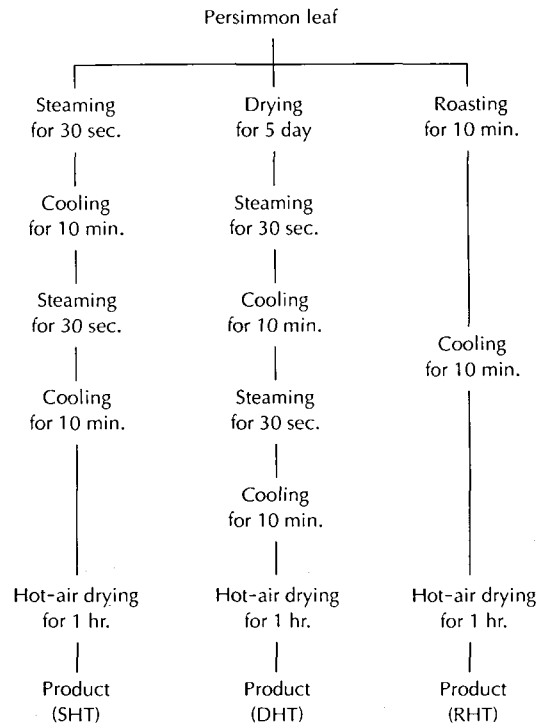 Persimmon leaf
Steaming
for 30 sec.
Cooling
for 10 min.
Steaming
for 30 sec.
Cooling
for 10 min.
Hot-air drying
for 1 hr.
Product
(SHT)
Drying
for 5 day
Steaming
for 30 sec.
Cooling
for 10 min.
Steaming
for 30 sec.
Cooling
for 10 min.
Hot-air drying
for 1 hr.
Product
(DHT)
Roasting
for 10 min.
Cooling
for 10 min.
Hot-air drying
for 1 hr.
Product
(RHT)